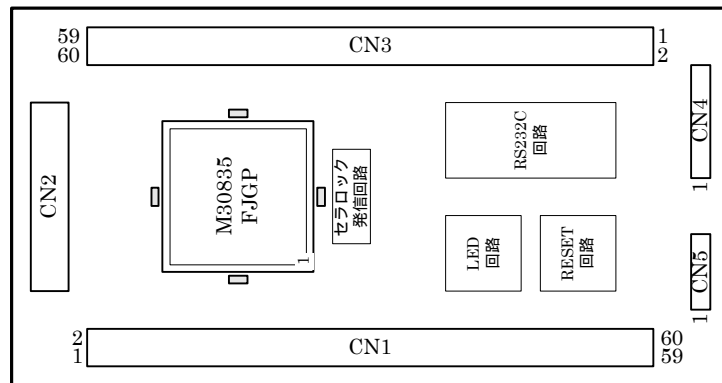 59
60
CN3
1
2
CN2
M30835
FJGP
1
セラロック
発信回路
RS232C
回路
CN4
1
LED
回路
RESET
回路
CN5
1
2
1
CN1
60
59